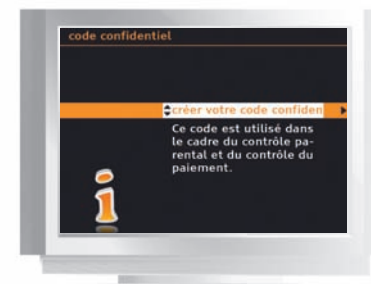 code confidentiel
créer votre code confiden
Ce code est utilisé dans
le cadre du contrôle pa-
rental et du contrôle du
paiement.
i